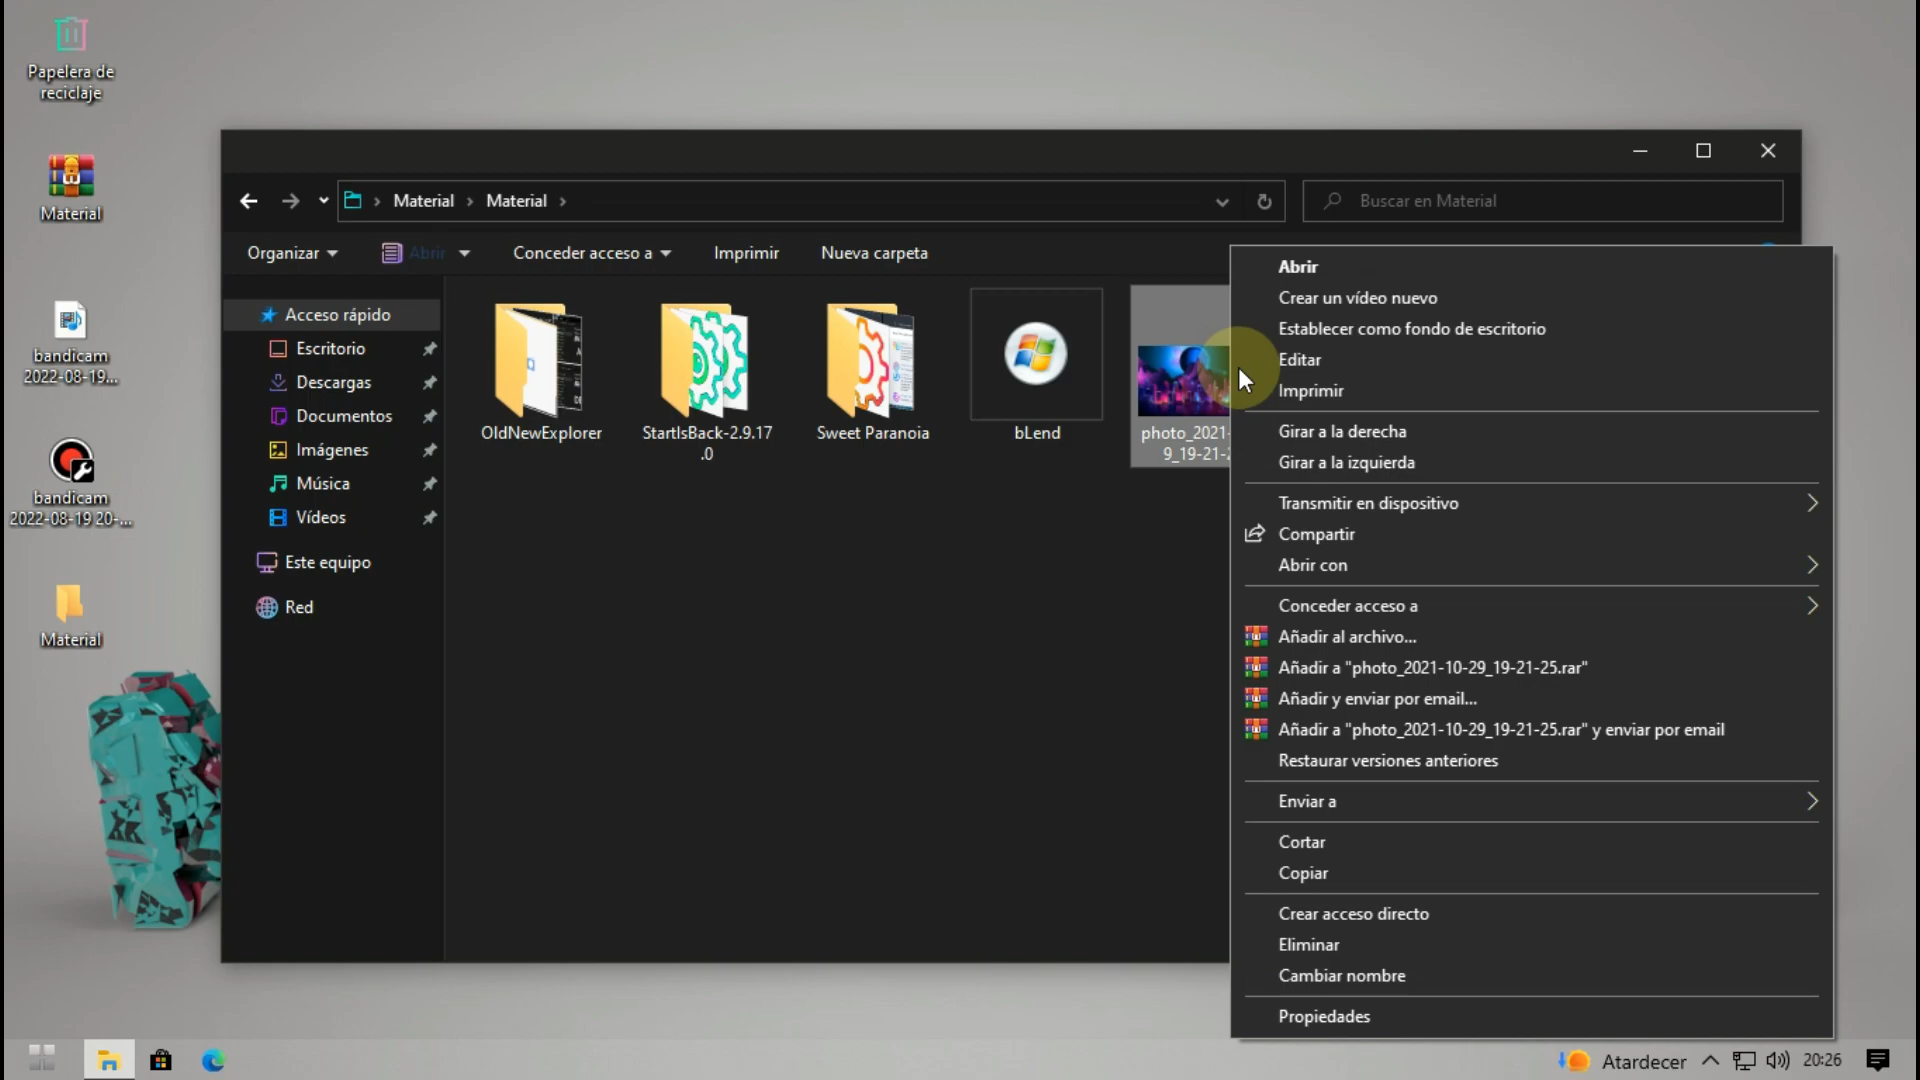 Papelera de
reciclaje
Material
bandicam
2022-08-19...
bandicam
2022-08-19 20-...
Material
Material
Material
Buscar en Material
Organizar
Abrir
Conceder acceso a
Imprimir
Nueva carpeta
Acceso rápido
Escritorio
Descargas
Documentos
Imágenes
Música
Vídeos
Este equipo
Red
OldNewExplorer
StartIsBack-2.9.17
.0
Sweet Paranoia
bLend
photo_2021-
9_19-21-2
Abrir
Crear un vídeo nuevo
Establecer como fondo de escritorio
Editar
Imprimir
Girar a la derecha
Girar a la izquierda
Transmitir en dispositivo
Compartir
Abrir con
Conceder acceso a
Añadir al archivo...
Añadir a "photo_2021-10-29_19-21-25.rar"
Añadir y enviar por email...
Añadir a "photo_2021-10-29_19-21-25.rar" y enviar por email
Restaurar versiones anteriores
Enviar a
Cortar
Copiar
Crear acceso directo
Eliminar
Cambiar nombre
Propiedades
Atardecer
20:26